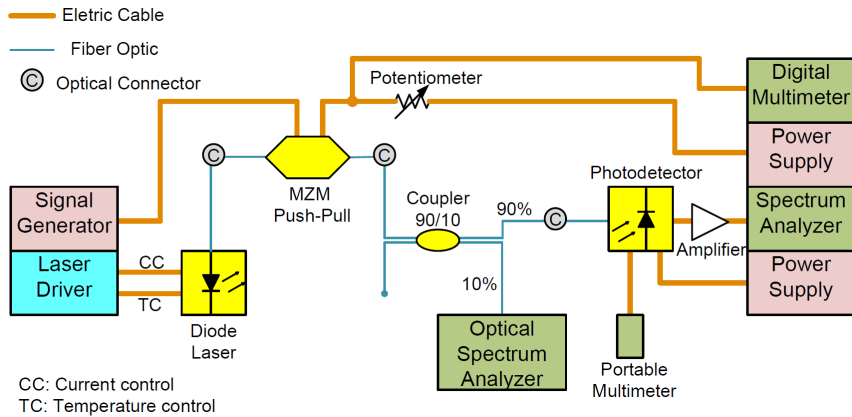 Eletric Cable
Fiber Optic
C Optical Connector
Potentiometer
Digital
Multimeter
Power
Supply
C
MZM
Push-Pull
C
Coupler
90/10
90%
C
Photodetector
Spectrum
Analyzer
Amplifier
Signal
Generator
Laser
Driver
CC
TC
Diode
Laser
10%
Optical
Spectrum
Analyzer
Power
Supply
Portable
Multimeter
CC: Current control
TC: Temperature control